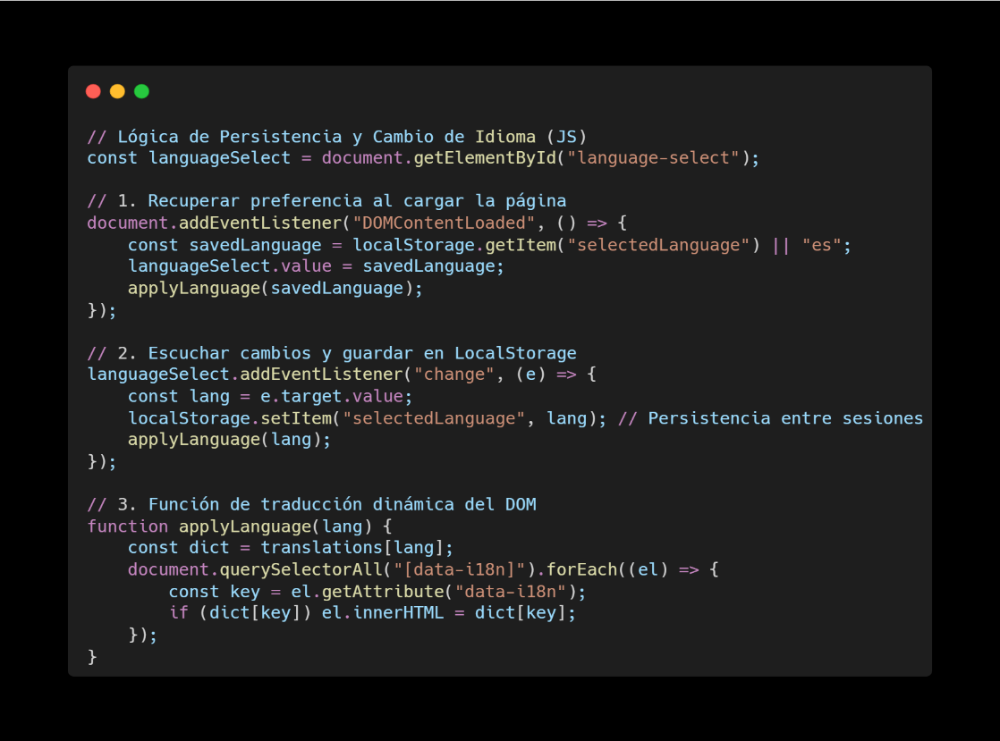 // Lógica de Persistencia y Cambio de Idioma (JS)
const languageSelect = document.getElementById("language-select");
// 1. Recuperar preferencia al cargar la página
document.addEventListener("DOMContentLoaded", () => {
    const savedLanguage = localStorage.getItem("selectedLanguage") || "es";
    languageSelect.value = savedLanguage;
    applyLanguage(savedLanguage);
});
// 2. Escuchar cambios y guardar en LocalStorage
languageSelect.addEventListener("change", (e) => {
    const lang = e.target.value;
    localStorage.setItem("selectedLanguage", lang); // Persistencia entre sesiones
    applyLanguage(lang);
});
// 3. Función de traducción dinámica del DOM
function applyLanguage(lang) {
    const dict = translations[lang];
    document.querySelectorAll("[data-i18n]").forEach((el) => {
        const key = el.getAttribute("data-i18n");
        if (dict[key]) el.innerHTML = dict[key];
    });
}